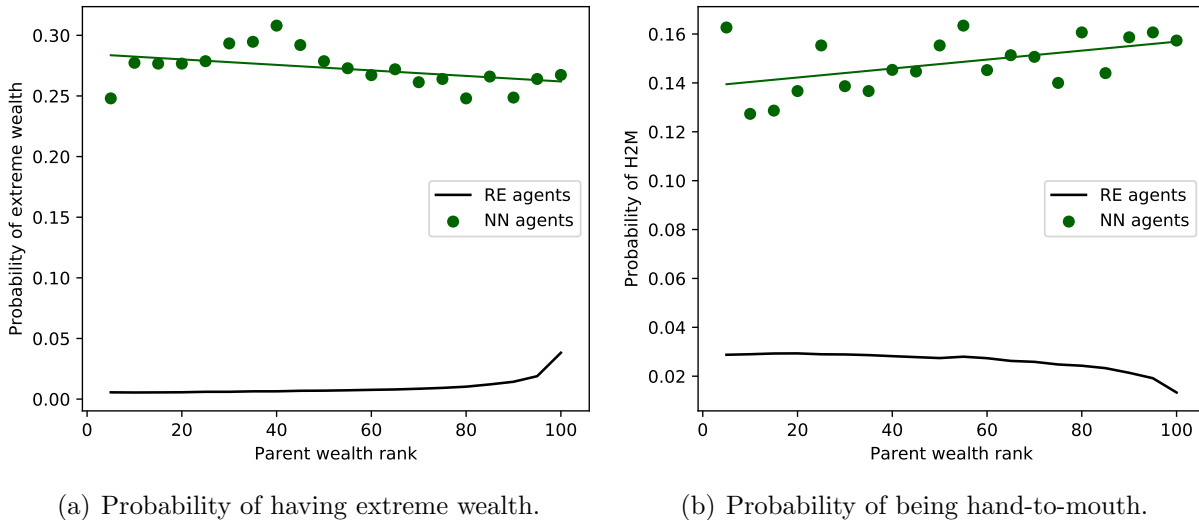 0.30
0.25
0.20
0.15
0.10
0.05
0.00
Probability of extreme wealth
RE agents
NN agents
0
20
40
60
80
100
Parent wealth rank
(a) Probability of having extreme wealth.
0.16
0.14
0.12
0.10
0.08
0.06
0.04
0.02
Probability of H2M
RE agents
NN agents
0
20
40
60
80
100
Parent wealth rank
(b) Probability of being hand-to-mouth.